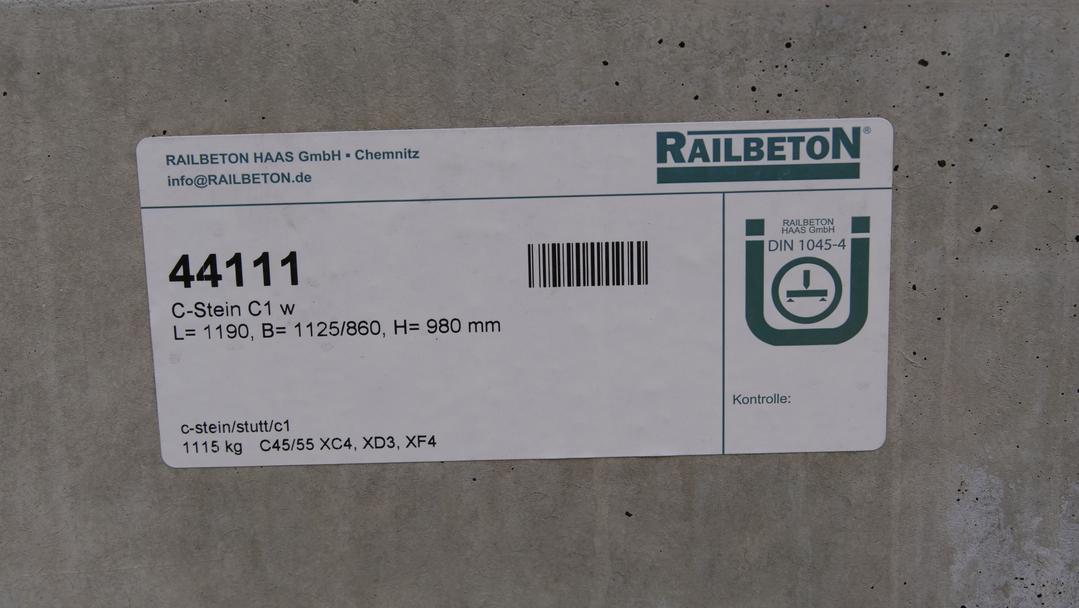 RAILBETON HAAS GmbH ▪ Chemnitz
info@RAILBETON.de
RAILBETON®
44111
C-Stein C1 w
L= 1190, B= 1125/860, H= 980 mm
c-stein/stutt/c1
1115 kg C45/55 XC4, XD3, XF4
RAILBETON
HAAS GmbH
DIN 1045-4
Kontrolle: